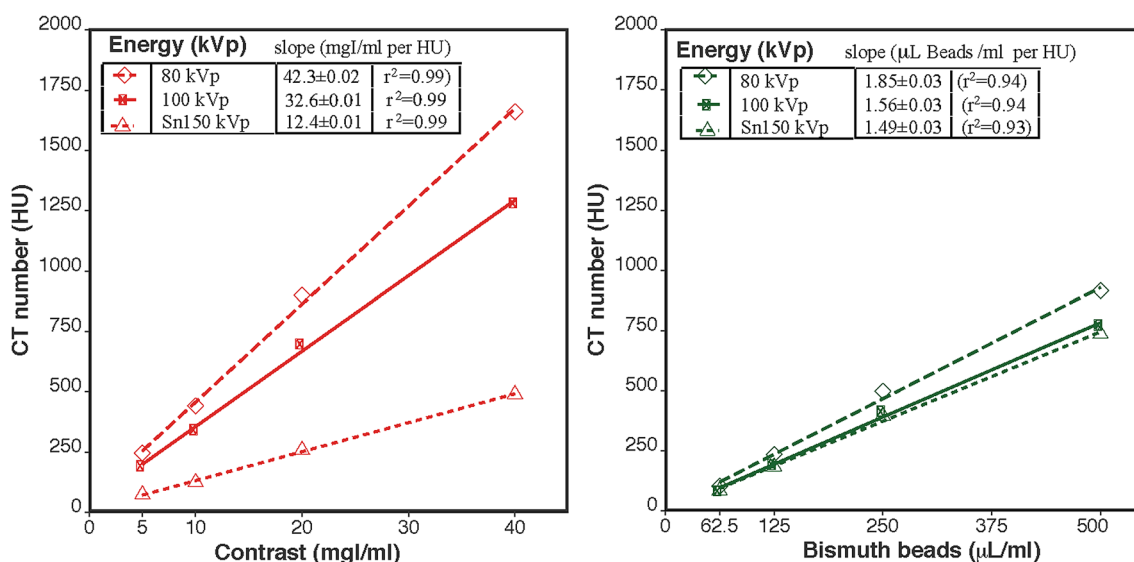 Energy (kVp) slope (mgI/ml per HU)
80 kVp 42.3±0.02 r²=0.99)
100 kVp 32.6±0.01 r²=0.99
Sn150 kVp 12.4±0.01 r²=0.99
2000
1750
1500
1250
1000
750
500
250
0
CT number (HU)
0 5 10 20 30 40
Contrast (mgI/ml)
Energy (kVp) slope (μL Beads /ml per HU)
80 kVp 1.85±0.03 (r²=0.94)
100 kVp 1.56±0.03 (r²=0.94
Sn150 kVp 1.49±0.03 (r²=0.93)
2000
1750
1500
1250
1000
750
500
250
0
CT number (HU)
0 62.5 125 250 375 500
Bismuth beads (μL/ml)